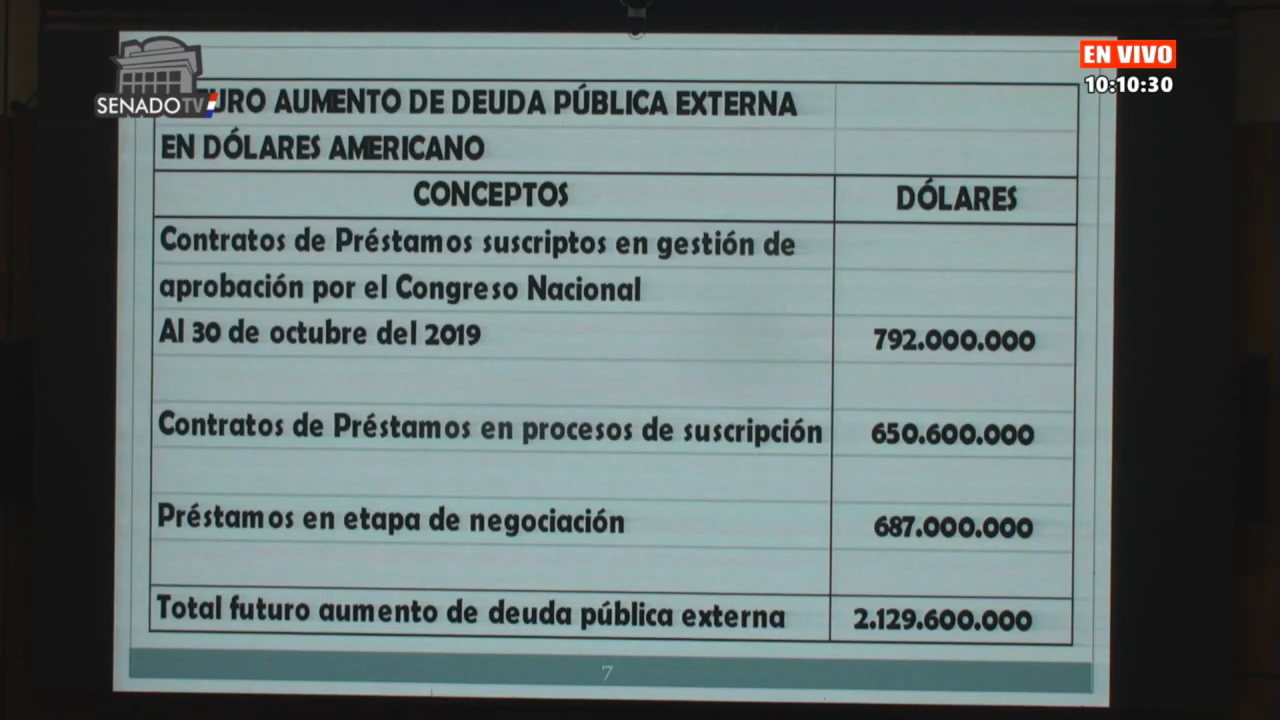 SENADOTV
EN VIVO
10:10:30
TURO AUMENTO DE DEUDA PÚBLICA EXTERNA
EN DÓLARES AMERICANO
CONCEPTOS
DÓLARES
Contratos de Préstamos suscriptos en gestión de
aprobación por el Congreso Nacional
Al 30 de octubre del 2019
792.000.000
Contratos de Préstamos en procesos de suscripción
650.600.000
Préstamos en etapa de negociación
687.000.000
Total futuro aumento de deuda pública externa
2.129.600.000
7